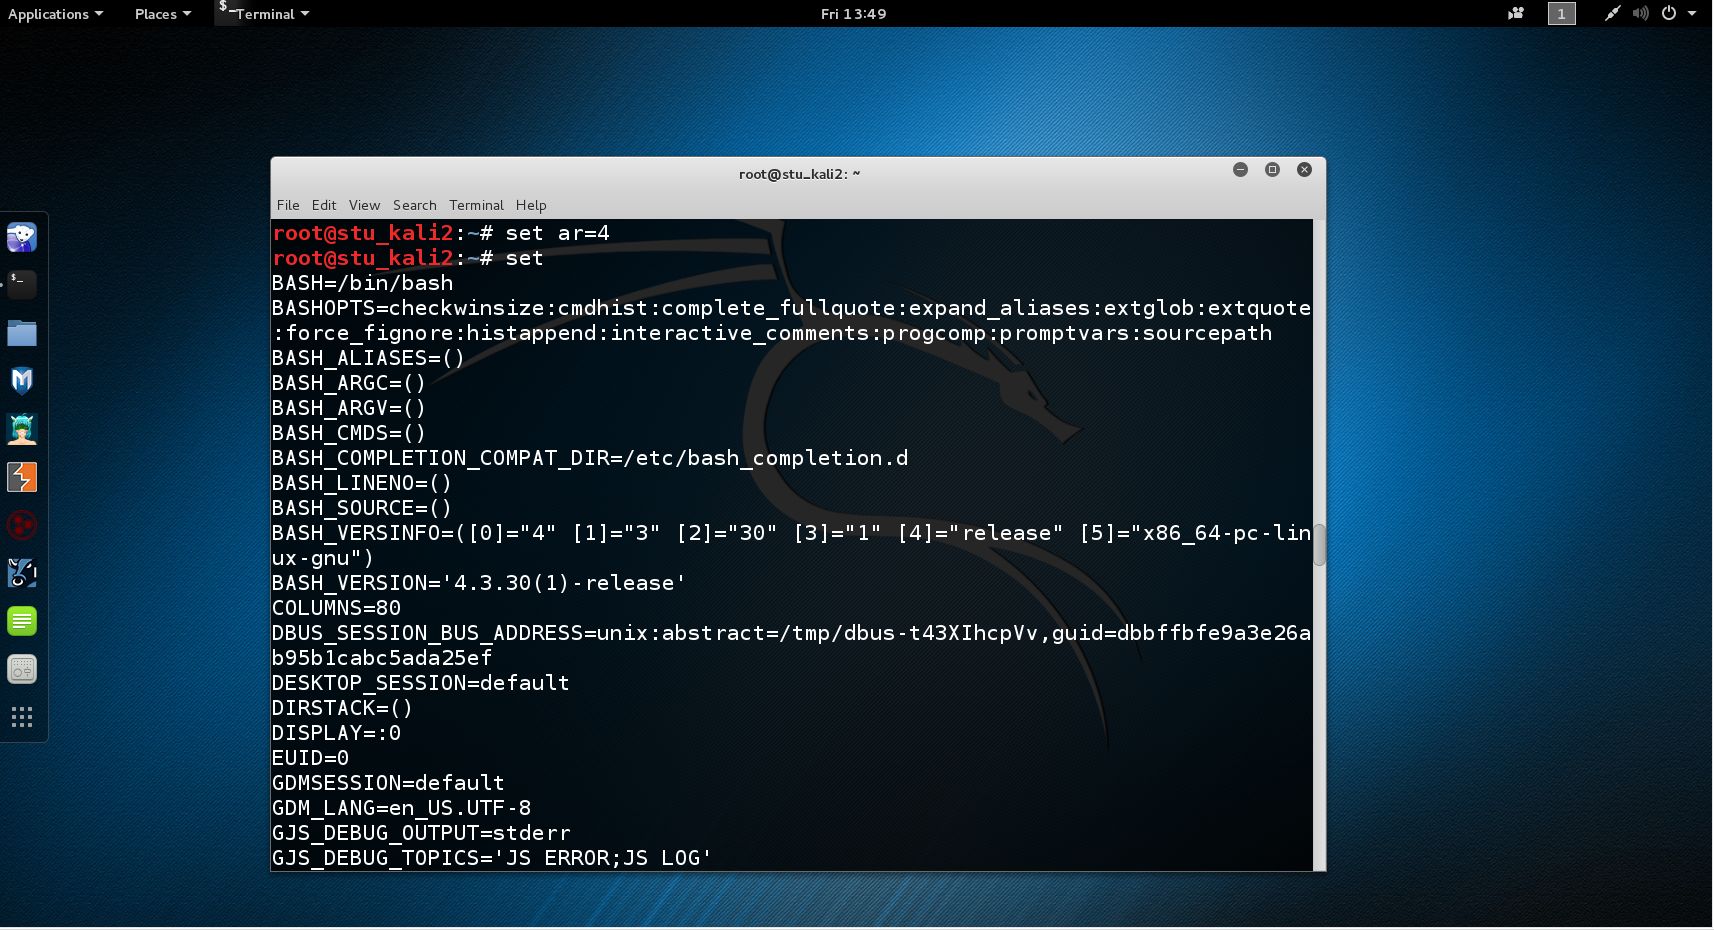 Applications Places $_Terminal Fri 13:49 1
root@stu_kali2: ~
File Edit View Search Terminal Help
root@stu_kali2:~# set ar=4
root@stu_kali2:~# set
BASH=/bin/bash
BASHOPTS=checkwinsize:cmdhist:complete_fullquote:expand_aliases:extglob:extquote
:force_fignore:histappend:interactive_comments:progcomp:promptvars:sourcepath
BASH_ALIASES=()
BASH_ARGC=()
BASH_ARGV=()
BASH_CMDS=()
BASH_COMPLETION_COMPAT_DIR=/etc/bash_completion.d
BASH_LINENO=()
BASH_SOURCE=()
BASH_VERSINFO=([0]="4" [1]="3" [2]="30" [3]="1" [4]="release" [5]="x86_64-pc-lin
ux-gnu")
BASH_VERSION='4.3.30(1)-release'
COLUMNS=80
DBUS_SESSION_BUS_ADDRESS=unix:abstract=/tmp/dbus-t43XIhcpVv,guid=dbbffbfe9a3e26a
b95b1cabc5ada25ef
DESKTOP_SESSION=default
DIRSTACK=()
DISPLAY=:0
EUID=0
GDMSESSION=default
GDM_LANG=en_US.UTF-8
GJS_DEBUG_OUTPUT=stderr
GJS_DEBUG_TOPICS='JS ERROR;JS LOG'